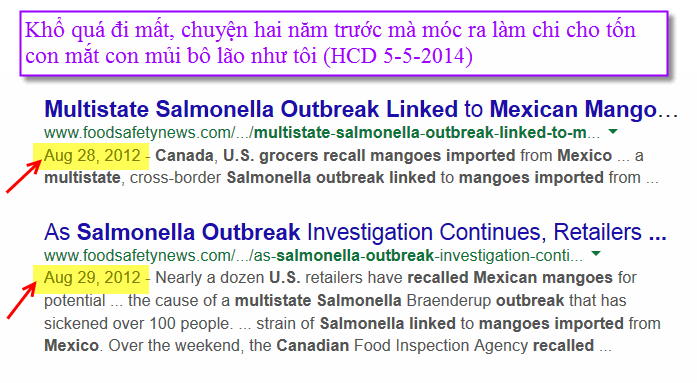 Khổ quá đi mất, chuyện hai năm trước mà móc ra làm chi cho tốn
con mắt con mủi bô lão như tôi (HCD 5-5-2014)
Multistate Salmonella Outbreak Linked to Mexican Mango...
www.foodsafetynews.com/.../multistate-salmonella-outbreak-linked-to-m...
Aug 28, 2012 - Canada, U.S. grocers recall mangoes imported from Mexico ... a
multistate, cross-border Salmonella outbreak linked to mangoes imported from ...
As Salmonella Outbreak Investigation Continues, Retailers ...
www.foodsafetynews.com/.../as-salmonella-outbreak-investigation-conti...
Aug 29, 2012 - Nearly a dozen U.S. retailers have recalled Mexican mangoes for
potential ... the cause of a multistate Salmonella Braenderup outbreak that has
sickened over 100 people. ... strain of Salmonella linked to mangoes imported from
Mexico. Over the weekend, the Canadian Food Inspection Agency recalled ...